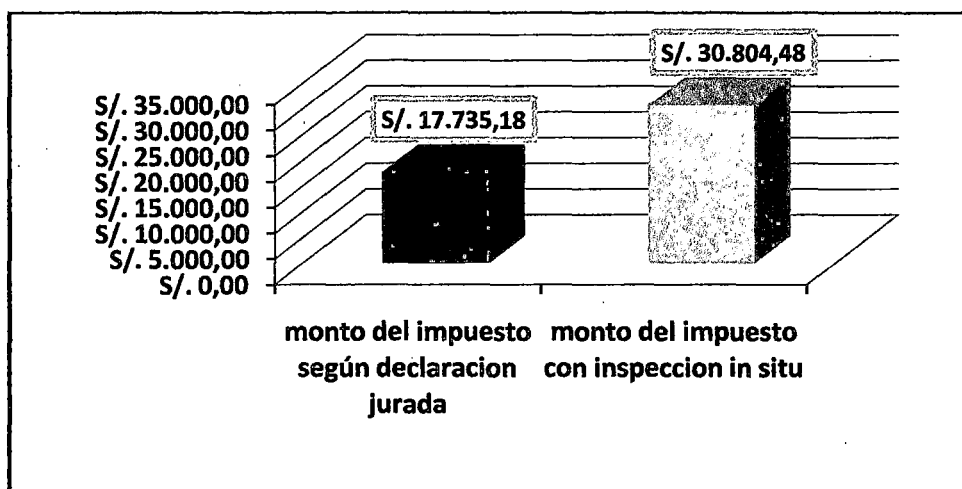 S/. 30.804,48
S/. 17.735,18
S/. 35.000,00
S/. 30.000,00
S/. 25.000,00
S/. 20.000,00
S/. 15.000,00
S/. 10.000,00
S/. 5.000,00
S/. 0,00
monto del impuesto
según declaracion
jurada
monto del impuesto
con inspeccion in situ